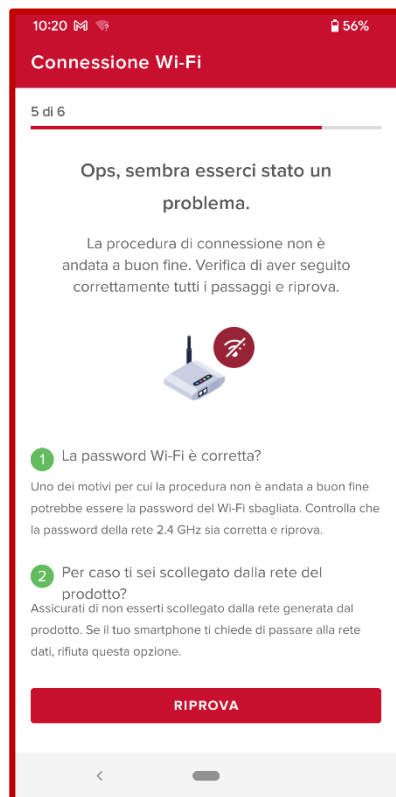 10:20
56%
Connessione Wi-Fi
5 di 6
Ops, sembra esserci stato un
problema.
La procedura di connessione non è
andata a buon fine. Verifica di aver seguito
correttamente tutti i passaggi e riprova.
1 La password Wi-Fi è corretta?
Uno dei motivi per cui la procedura non è andata a buon fine
potrebbe essere la password del Wi-Fi sbagliata. Controlla che
la password della rete 2.4 GHz sia corretta e riprova.
2 Per caso ti sei scollegato dalla rete del
prodotto?
Assicurati di non esserti scollegato dalla rete generata dal
prodotto. Se il tuo smartphone ti chiede di passare alla rete
dati, rifiuta questa opzione.
RIPROVA